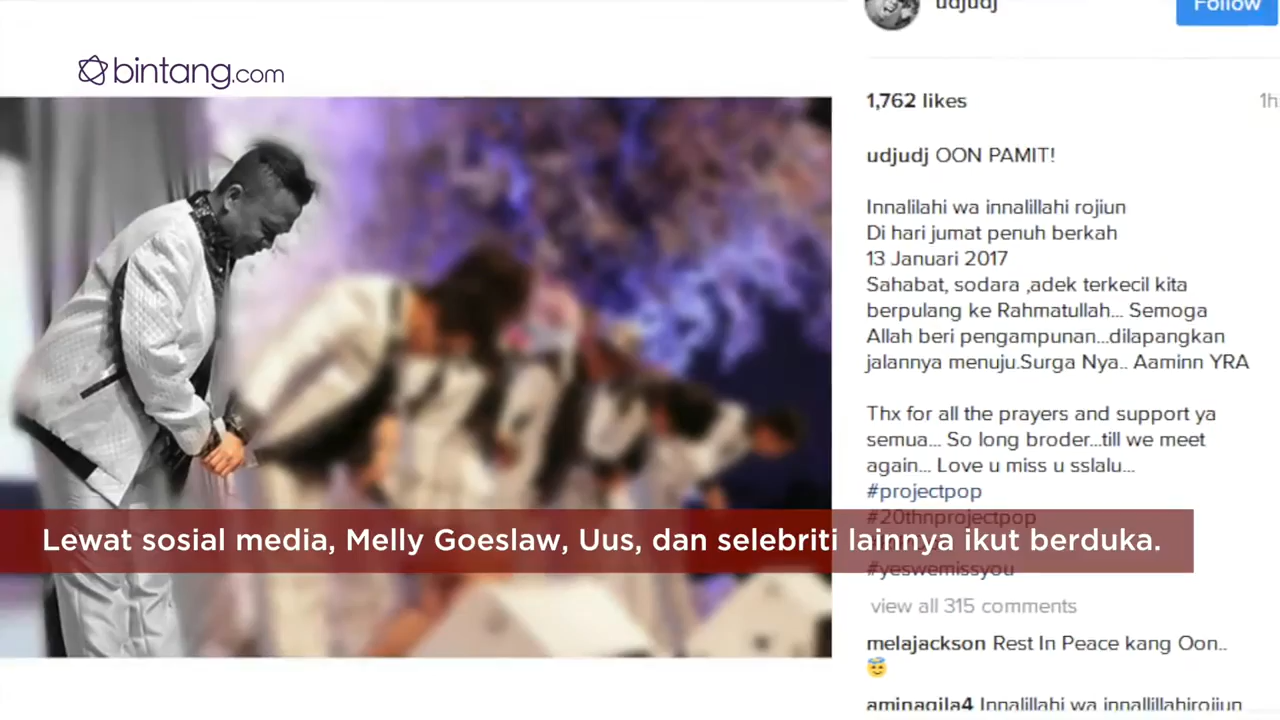 bintang.com
udjudj
Follow
1,762 likes
1h
udjudj OON PAMIT!
Innalilahi wa innalillahi rojiun
Di hari jumat penuh berkah
13 Januari 2017
Sahabat, sodara ,adek terkecil kita
berpulang ke Rahmatullah... Semoga
Allah beri pengampunan...dilapangkan
jalannya menuju.Surga Nya.. Aaminn YRA
Thx for all the prayers and support ya
semua... So long broder...till we meet
again... Love u miss u sslalu...
#projectpop
#20thnprojectpop
Lewat sosial media, Melly Goeslaw, Uus, dan selebriti lainnya ikut berduka.
#yeswemissyou
view all 315 comments
melajackson Rest In Peace kang Oon..
aminagila4 Innalillahi wa innallillahirojiun